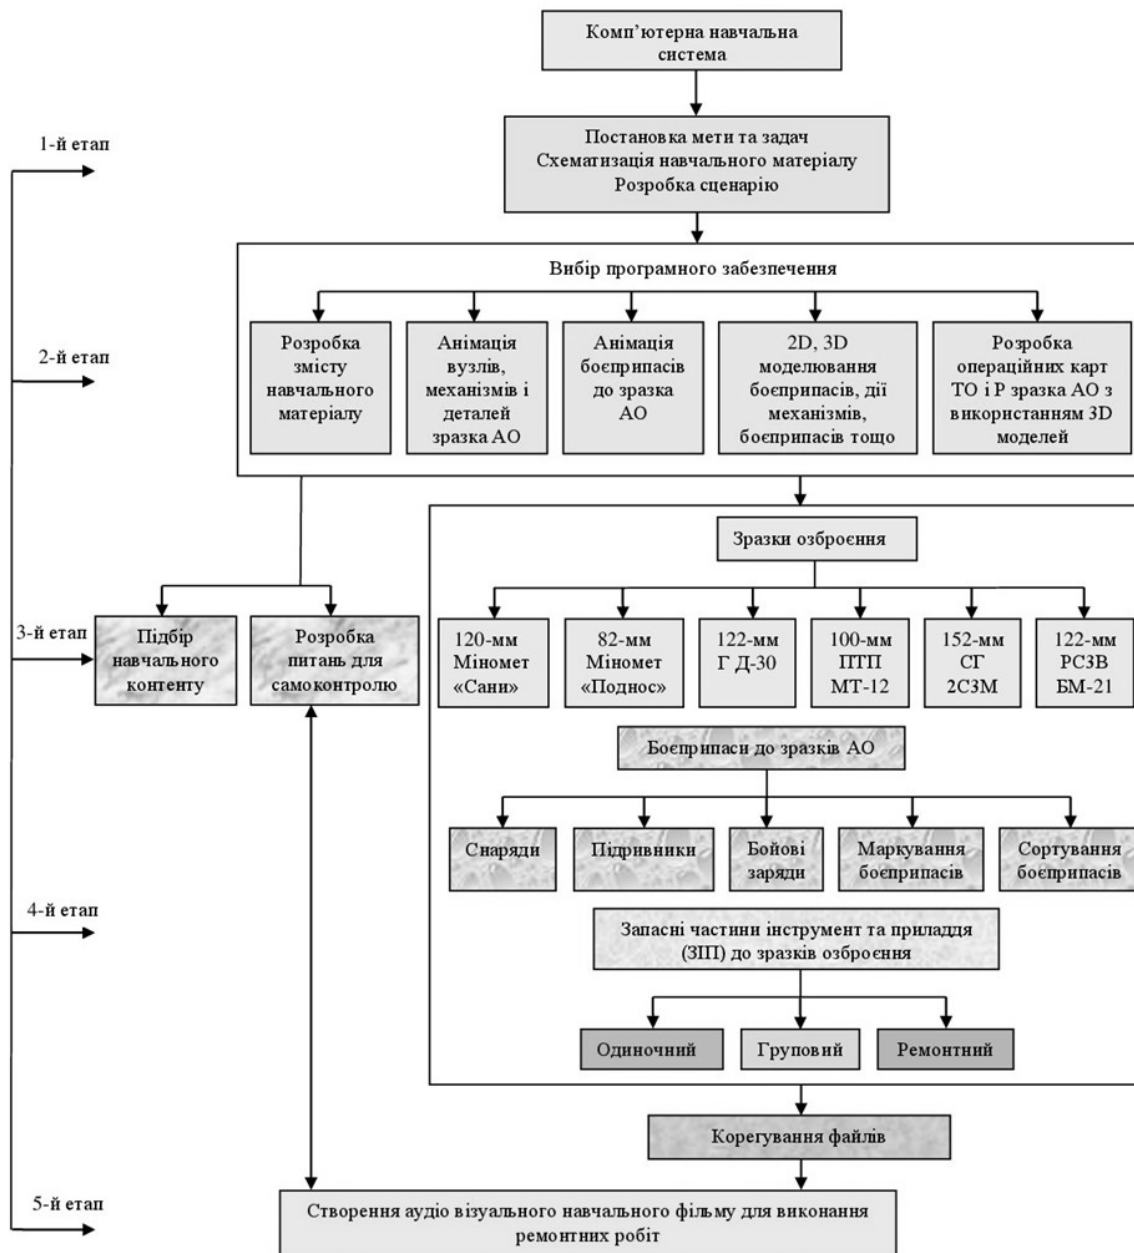 Комп’ютерна навчальна
система
1-й етап
Постановка мети та задач
Схематизація навчального матеріалу
Розробка сценарію
Вибір програмного забезпечення
2-й етап
Розробка
змісту
навчального
матеріалу
Анімація
вузлів,
механізмів і
деталей
зразка АО
Анімація
боєприпасів
до зразка
АО
2D, 3D
моделювання
боєприпасів, дії
механізмів,
боєприпасів тощо
Розробка
операційних карт
ТО і Р зразка АО з
використанням 3D
моделей
3-й етап
Підбір
навчального
контенту
Розробка
питань для
самоконтролю
Зразки озброєння
120-мм
Міномет
«Сани»
82-мм
Міномет
«Поднос»
122-мм
Г Д-30
100-мм
ПТП
МТ-12
152-мм
СГ
2С3М
122-мм
РСЗВ
БМ-21
Боєприпаси до зразків АО
Снаряди
Підривники
Бойові
заряди
Маркування
боєприпасів
Сортування
боєприпасів
4-й етап
Запасні частини інструмент та приладдя
(ЗІП) до зразків озброєння
Одиночний
Груповий
Ремонтний
Корегування файлів
5-й етап
Створення аудіо візуального навчального фільму для виконання
ремонтних робіт